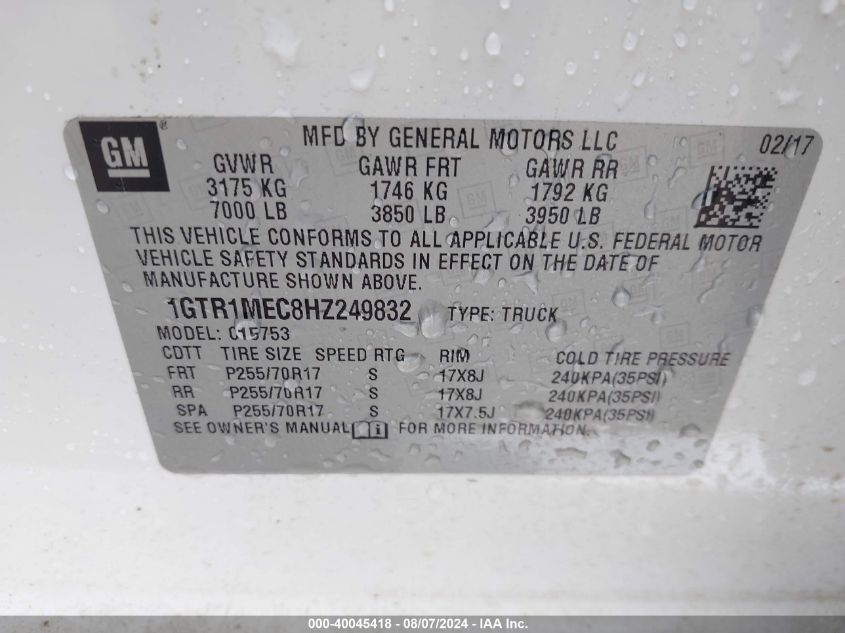 GM
MFD BY GENERAL MOTORS LLC 02/17
GVWR GAWR FRT GAWR RR
3175 KG 1746 KG 1792 KG
7000 LB 3850 LB 3950 LB
THIS VEHICLE CONFORMS TO ALL APPLICABLE U.S. FEDERAL MOTOR
VEHICLE SAFETY STANDARDS IN EFFECT ON THE DATE OF
MANUFACTURE SHOWN ABOVE.
1GTR1MEC8HZ249832 TYPE: TRUCK
MODEL: C15753
CDTT TIRE SIZE SPEED RTG RIM COLD TIRE PRESSURE
FRT P255/70R17 S 17X8J 240KPA(35PSI)
RR P255/70R17 S 17X8J 240KPA(35PSI)
SPA P255/70R17 S 17X7.5J 240KPA(35PSI)
SEE OWNER'S MANUAL FOR MORE INFORMATION.
000-40045418 - 08/07/2024 - IAA Inc.